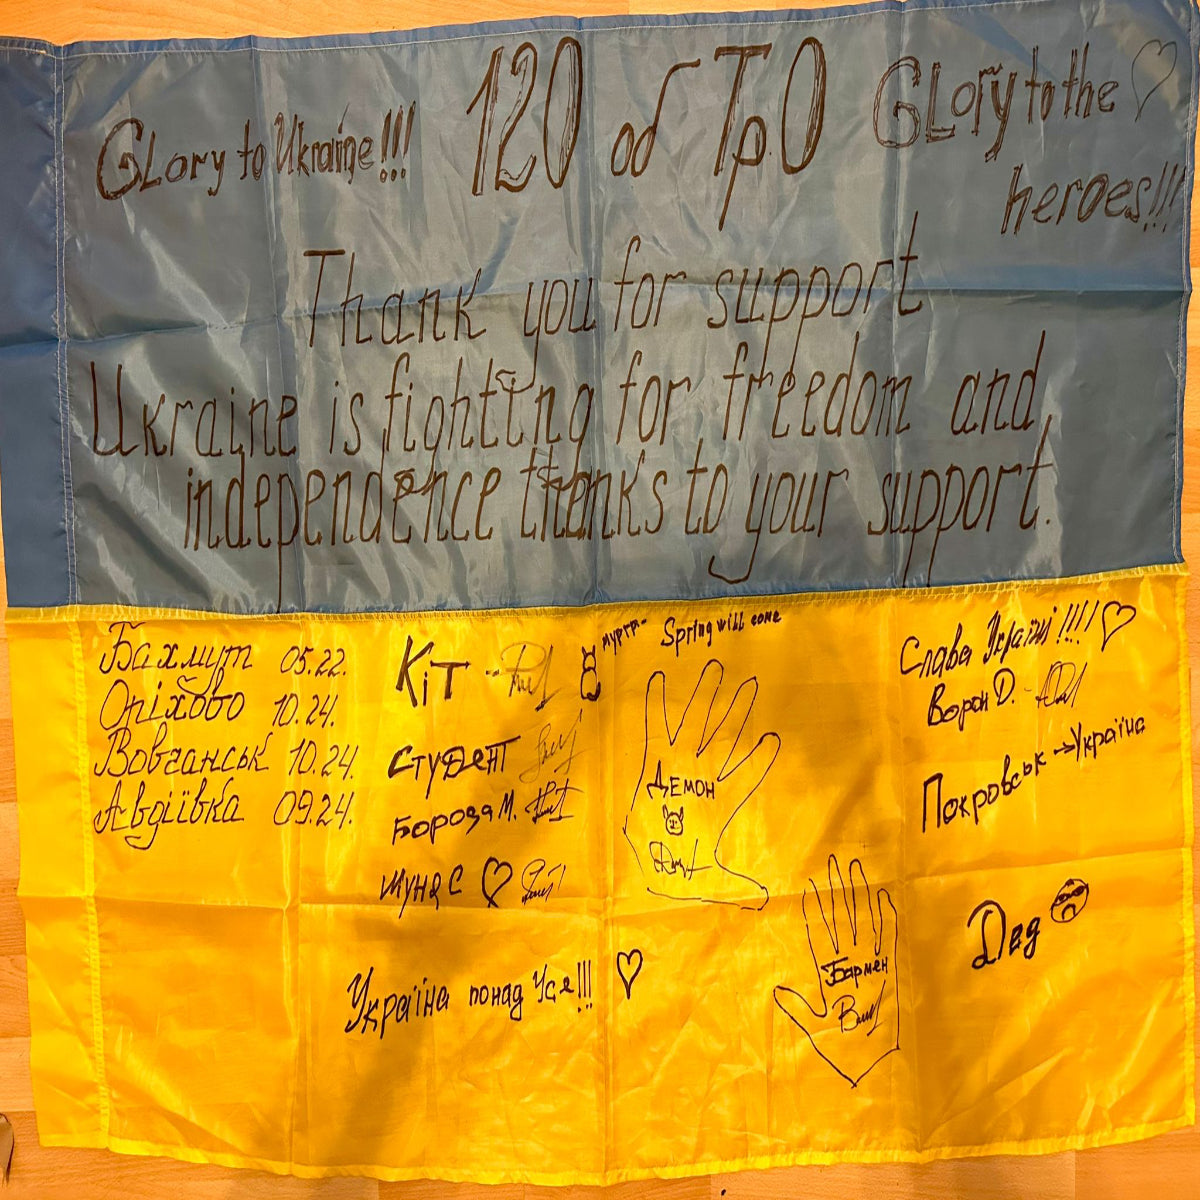 Glory to Ukraine!!! 120 об ТрО Glory to the
heroes!!!
Thank you for support
Ukraine is fighting for freedom and
independence thanks to your support.
Бахмут 05.22.
Оріхово 10.24.
Вовчанськ 10.24.
Авдіївка 09.24.
Кіт
Студент
Борода М.
мургр-
Spring will come
Демон
Бармен
Слава Україні!!!!
Ворон Д.
Покровськ → Україна
Дед
Україна понад Усе!!!